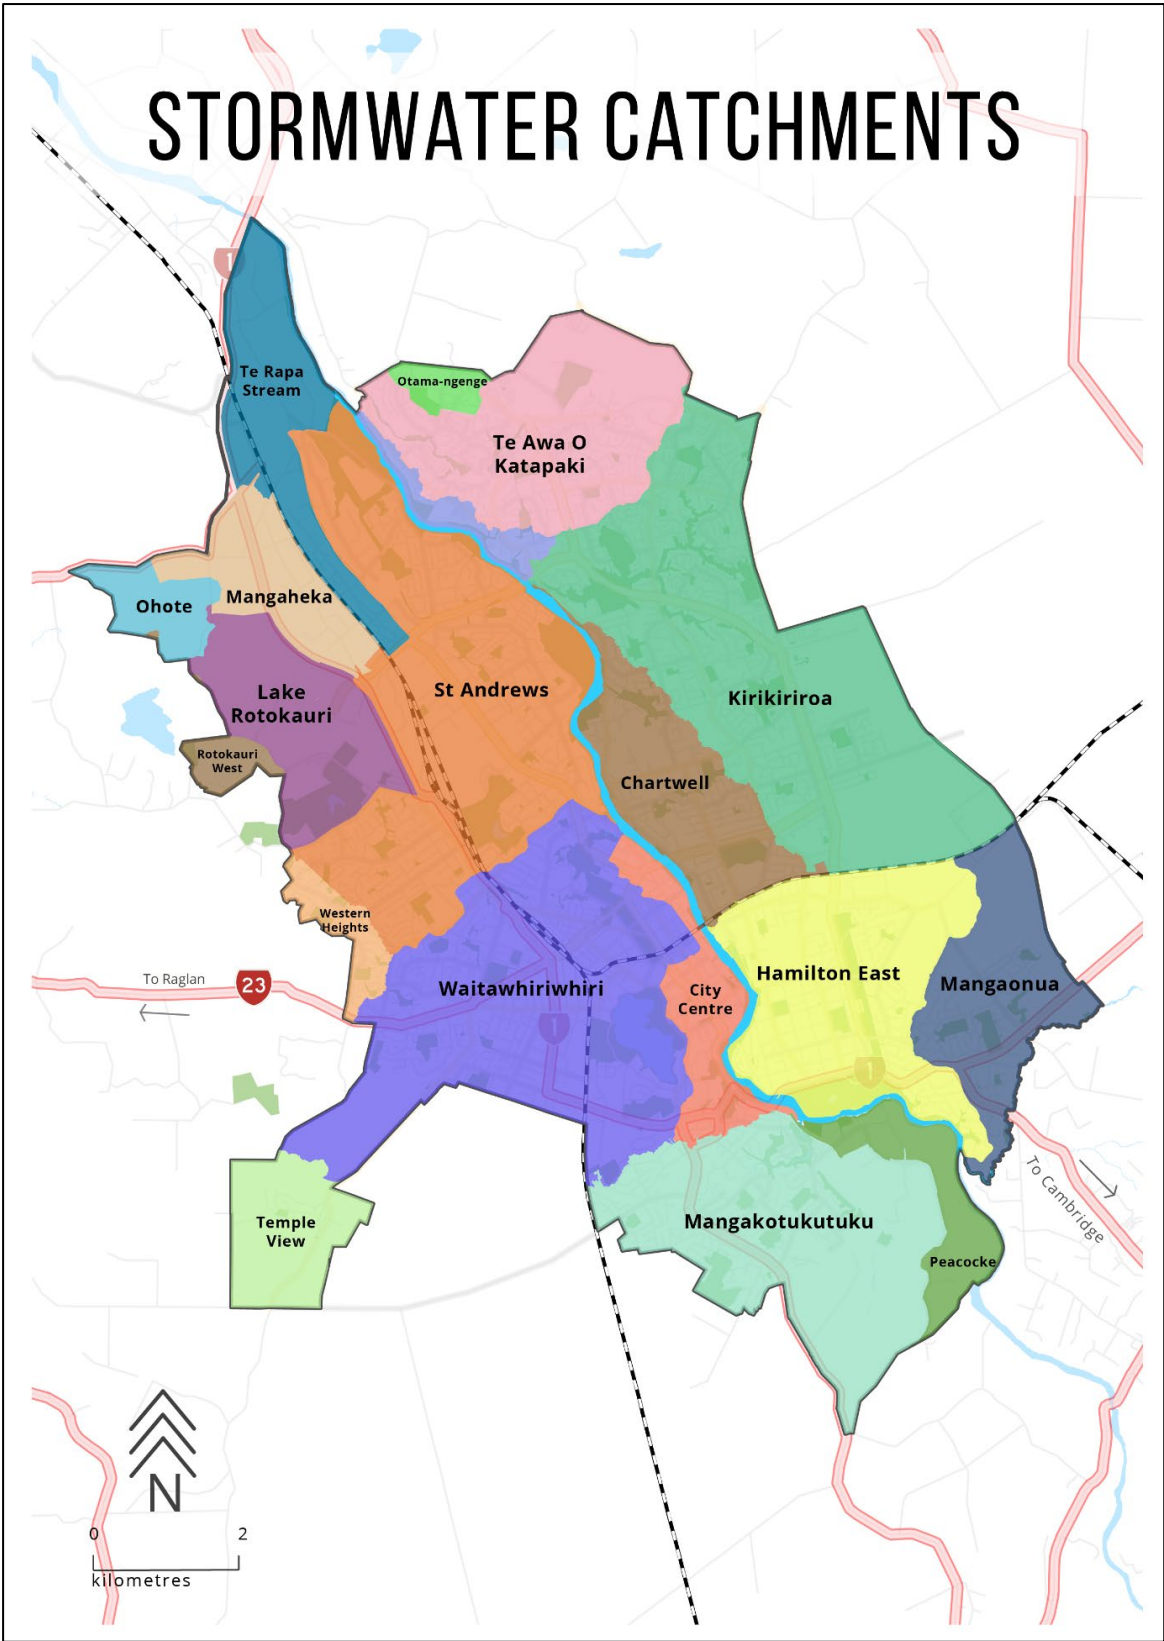 STORMWATER CATCHMENTS
1
Te Rapa
Stream
Otama-ngenge
Te Awa O
Katapaki
Ohote
Mangaheka
Lake
Rotokauri
St Andrews
Kirikiriroa
Rotokauri
West
Chartwell
Western
Heights
To Raglan
23
Waitawhiriwhiri
City
Centre
Hamilton East
Mangaonua
1
1
To Cambridge
Temple
View
Mangakotukutuku
Peacocke
N
0 2
kilometres